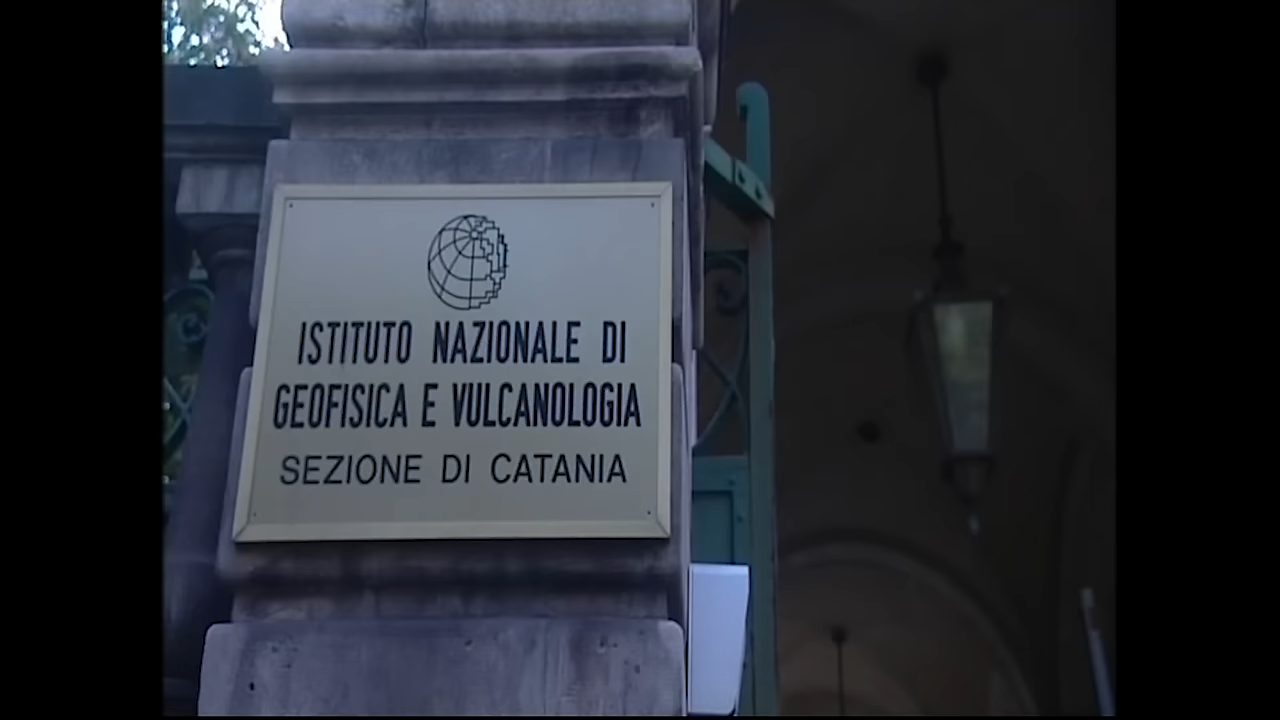 ISTITUTO NAZIONALE DI
GEOFISICA E VULCANOLOGIA
SEZIONE DI CATANIA